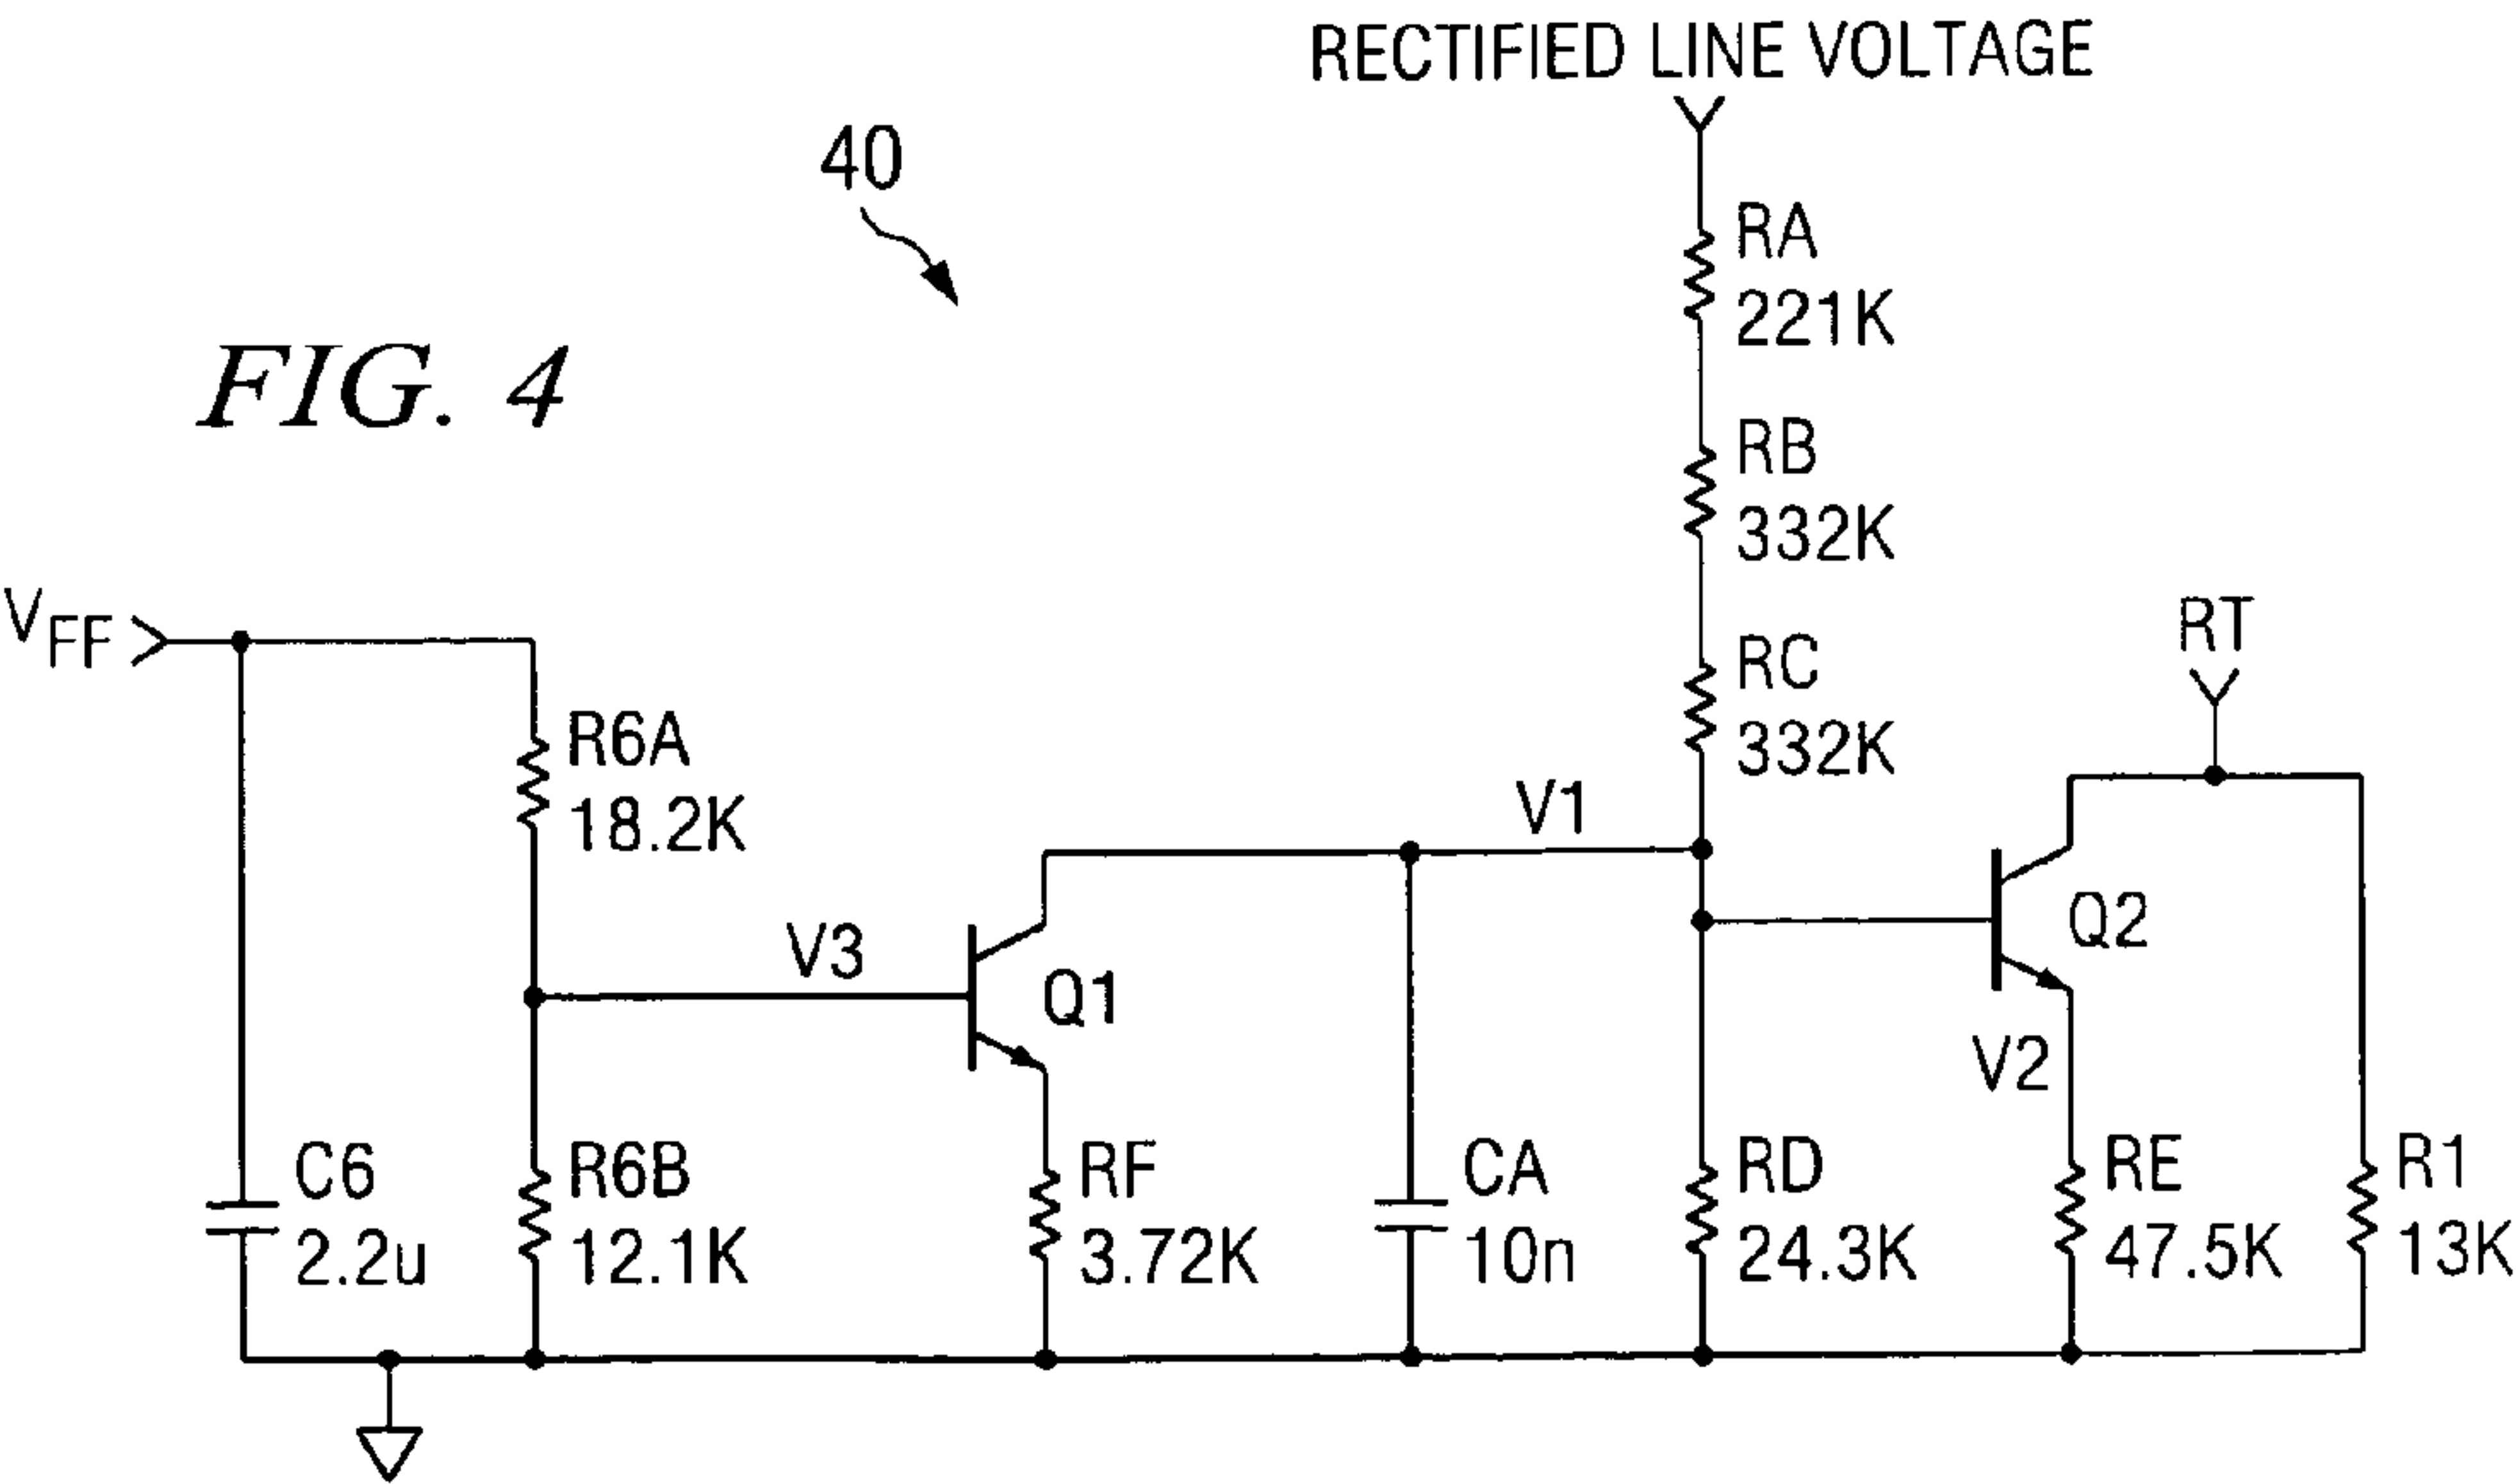 RECTIFIED LINE VOLTAGE
40
FIG. 4
RA
221K
RB
332K
RC
332K
VFF
RT
R6A
18.2K
V1
V3
Q1
Q2
V2
C6
2.2u
R6B
12.1K
RF
3.72K
CA
10n
RD
24.3K
RE
47.5K
R1
13K